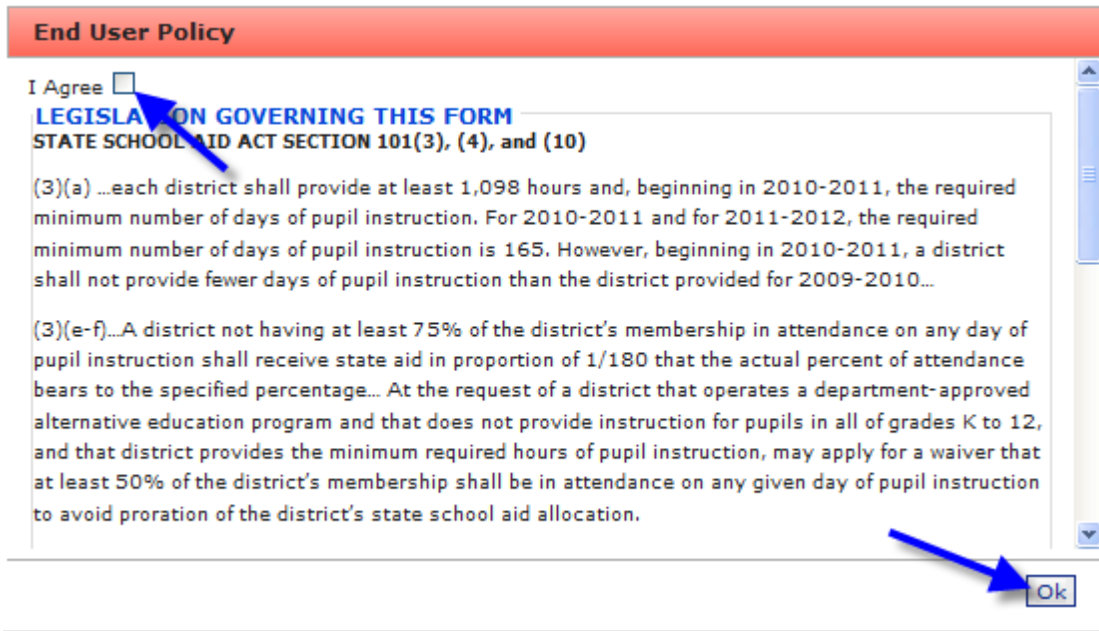 End User Policy
I Agree
LEGISLATION GOVERNING THIS FORM
STATE SCHOOL AID ACT SECTION 101(3), (4), and (10)
(3)(a) …each district shall provide at least 1,098 hours and, beginning in 2010-2011, the required
minimum number of days of pupil instruction. For 2010-2011 and for 2011-2012, the required
minimum number of days of pupil instruction is 165. However, beginning in 2010-2011, a district
shall not provide fewer days of pupil instruction than the district provided for 2009-2010…
(3)(e-f)…A district not having at least 75% of the district’s membership in attendance on any day of
pupil instruction shall receive state aid in proportion of 1/180 that the actual percent of attendance
bears to the specified percentage… At the request of a district that operates a department-approved
alternative education program and that does not provide instruction for pupils in all of grades K to 12,
and that district provides the minimum required hours of pupil instruction, may apply for a waiver that
at least 50% of the district’s membership shall be in attendance on any given day of pupil instruction
to avoid proration of the district’s state school aid allocation.
Ok